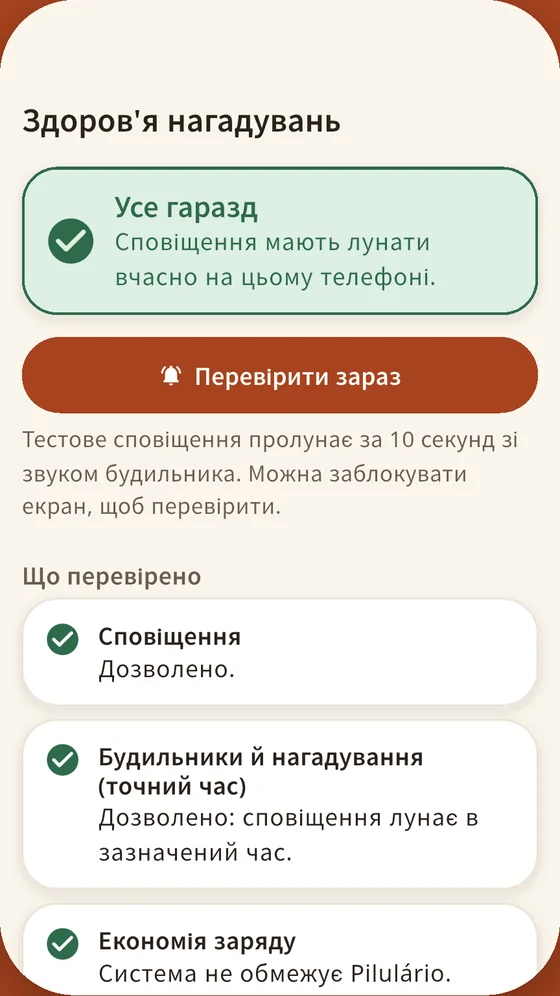 Здоров'я нагадувань
Усе гаразд
Сповіщення мають лунати
вчасно на цьому телефоні.
Перевірити зараз
Тестове сповіщення пролунає за 10 секунд зі
звуком будильника. Можна заблокувати
екран, щоб перевірити.
Що перевірено
Сповіщення
Дозволено.
Будильники й нагадування
(точний час)
Дозволено: сповіщення лунає в
зазначений час.
Економія заряду
Система не обмежує Pilulário.